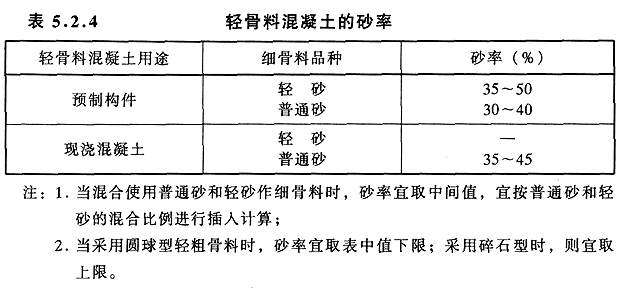 表 5.2.4 轻骨料混凝土的砂率
轻骨料混凝土用途 细骨料品种 砂率（%）
预制构件 轻 砂 35～50
普通砂 30～40
现浇混凝土 轻 砂 —
普通砂 35～45
注：1. 当混合使用普通砂和轻砂作细骨料时，砂率宜取中间值，宜按普通砂和轻
砂的混合比例进行插入计算；
2. 当采用圆球型轻粗骨料时，砂率宜取表中值下限；采用碎石型时，则宜取
上限。